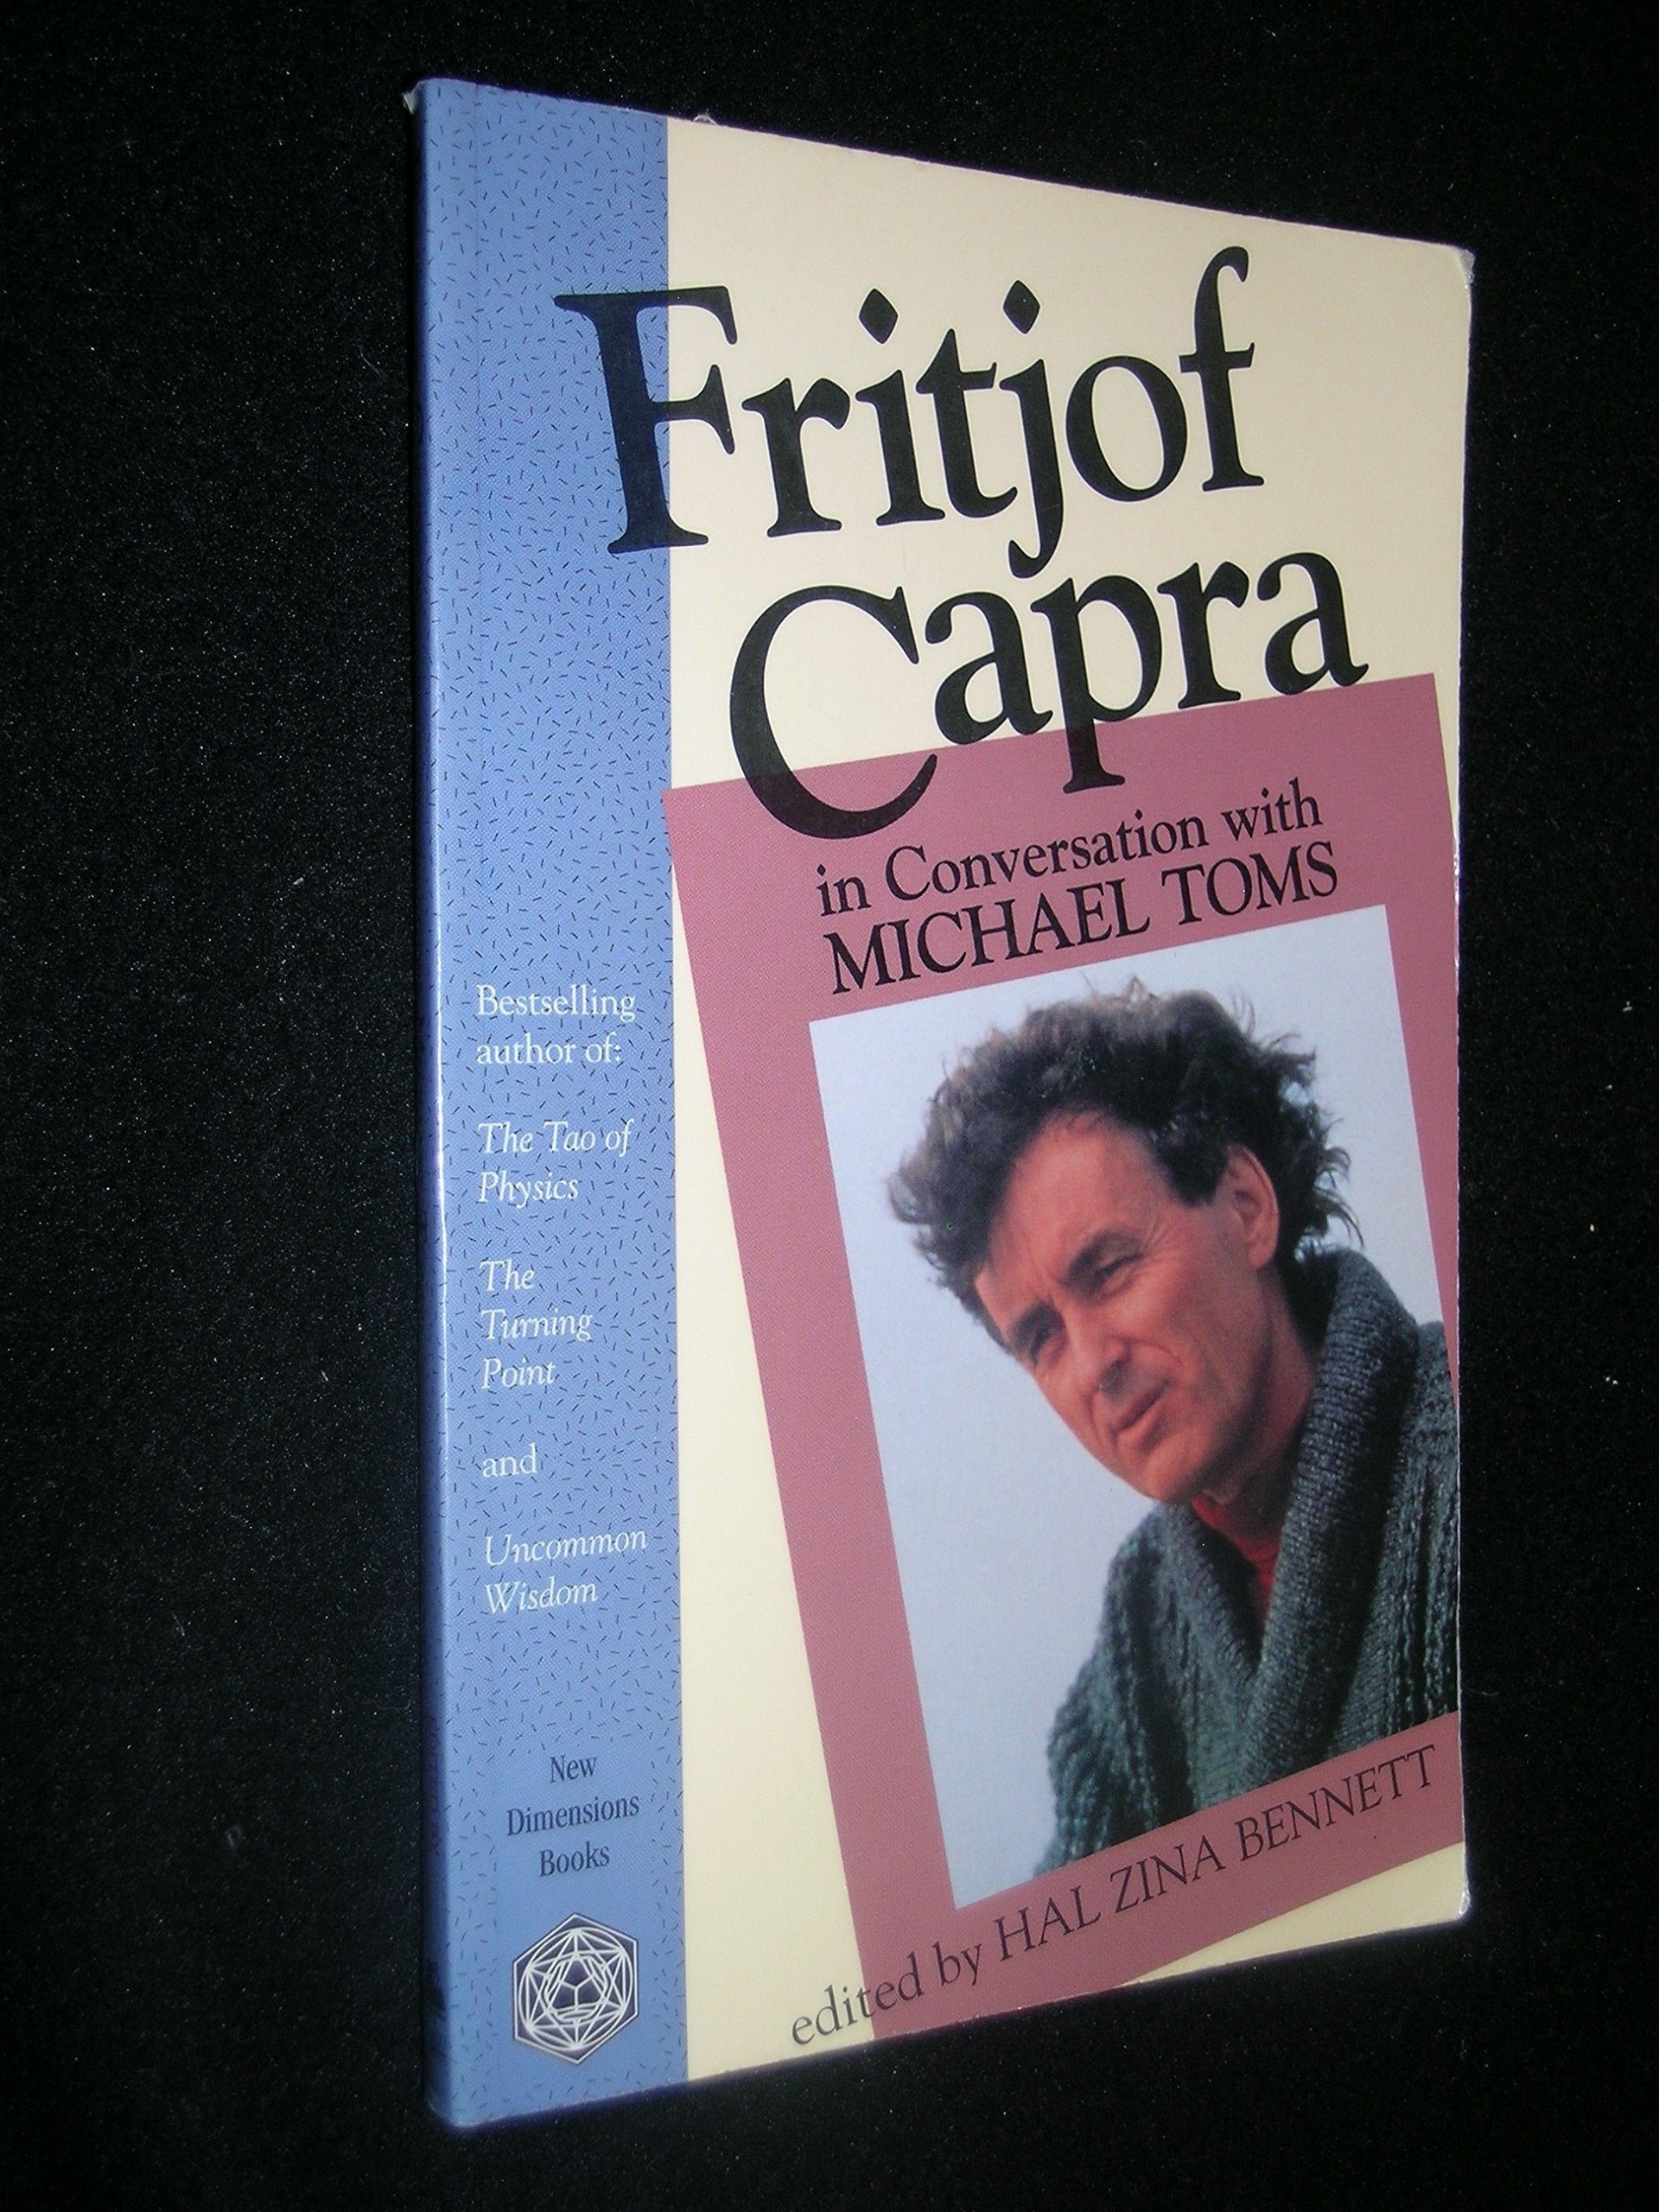 Fritjof
Capra
in Conversation with
MICHAEL TOMS
Bestselling
author of:
The Tao of
Physics
The
Turning
Point
and
Uncommon
Wisdom
New
Dimensions
Books
edited by HAL ZINA BENNETT